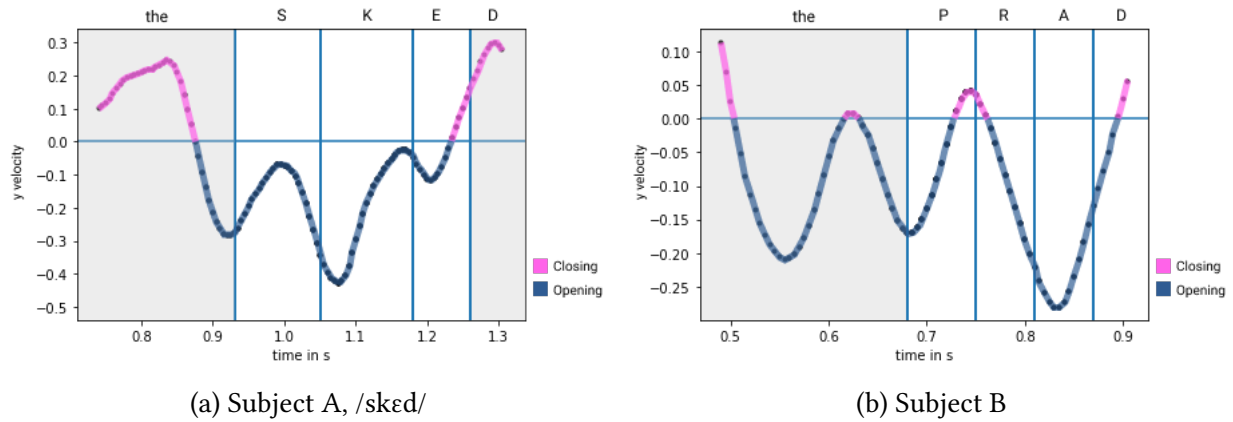 the S K E D
0.3
0.2
0.1
0.0
−0.1
−0.2
−0.3
−0.4
−0.5
y velocity
0.8 0.9 1.0 1.1 1.2 1.3
time in s
Closing
Opening
(a) Subject A, /skɛd/
the P R A D
0.10
0.05
0.00
−0.05
−0.10
−0.15
−0.20
−0.25
y velocity
0.5 0.6 0.7 0.8 0.9
time in s
Closing
Opening
(b) Subject B